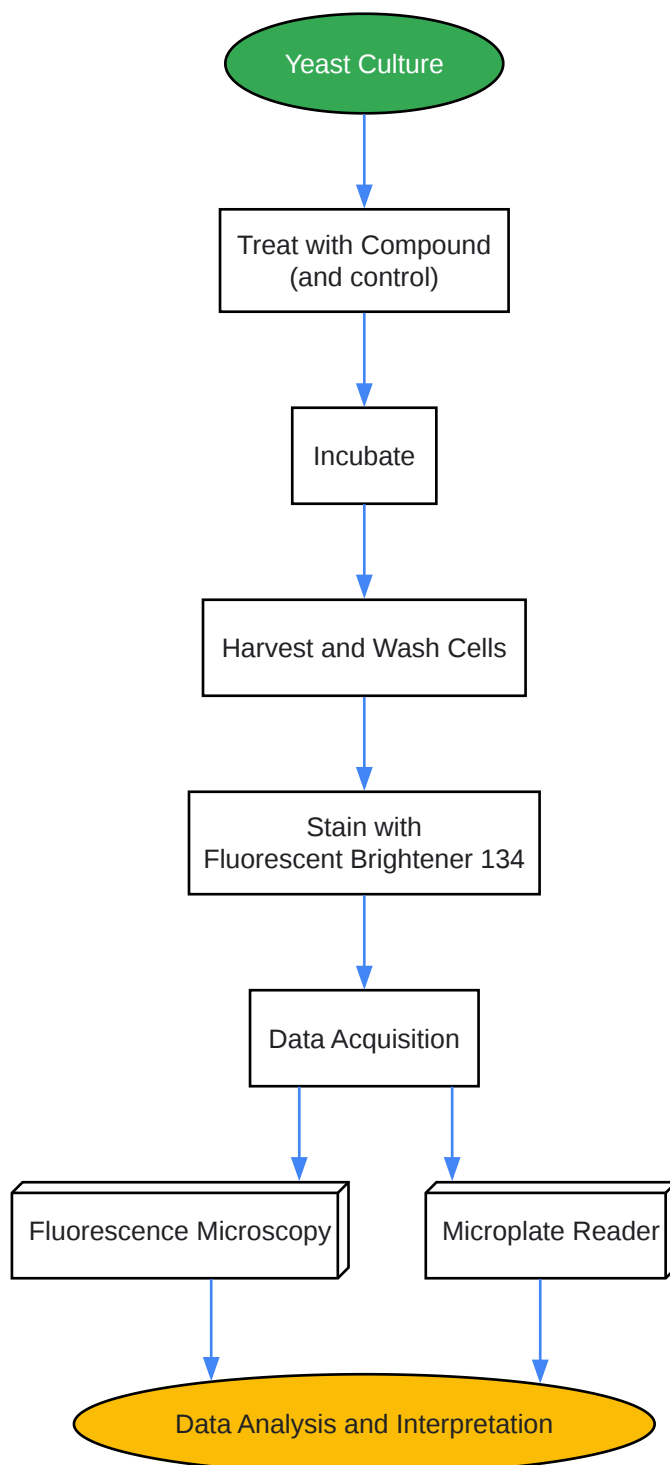 Yeast Culture
Treat with Compound
(and control)
Incubate
Harvest and Wash Cells
Stain with
Fluorescent Brightener 134
Data Acquisition
Fluorescence Microscopy
Microplate Reader
Data Analysis and Interpretation